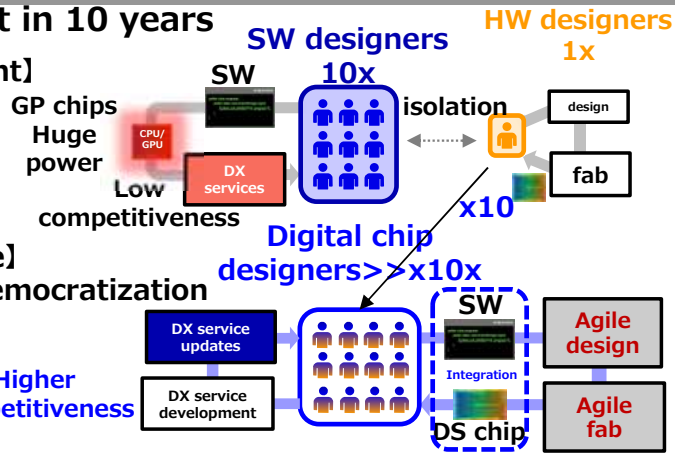 t in 10 years
SW designers
10x
HW designers
1x
nt】
SW
GP chips
Huge
power
CPU/
GPU
isolation
design
fab
DX
services
Low
competitiveness
x10
Digital chip
designers>>x10x
e】
emocratization
SW
DX service
updates
Agile
design
Integration
Higher
petitiveness
DX service
development
DS chip
Agile
fab